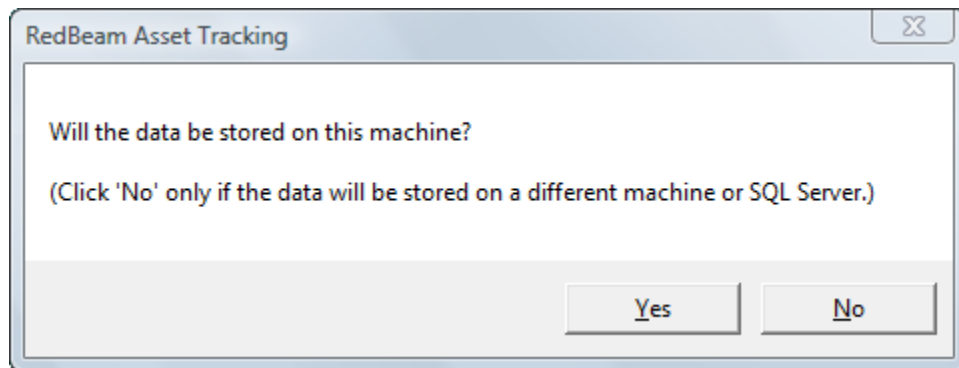 RedBeam Asset Tracking
Will the data be stored on this machine?
(Click 'No' only if the data will be stored on a different machine or SQL Server.)
Yes No